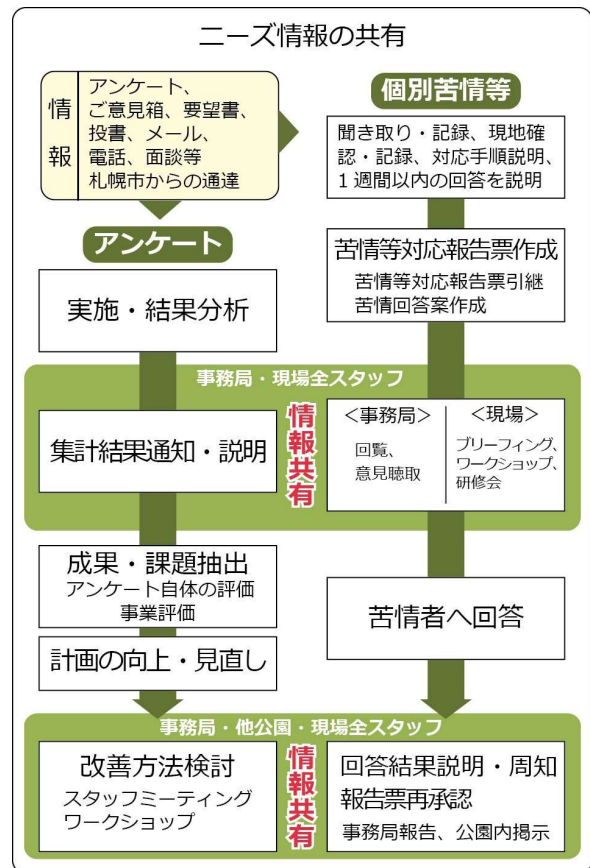 ニーズ情報の共有
情報
アンケート、
ご意見箱、要望書、
投書、メール、
電話、面談等
札幌市からの通達
個別苦情等
聞き取り・記録、現地確
認・記録、対応手順説明、
1週間以内の回答を説明
アンケート
実施・結果分析
苦情等対応報告票作成
苦情等対応報告票引継
苦情回答案作成
事務局・現場全スタッフ
集計結果通知・説明
情報共有
＜事務局＞
回覧、
意見聴取
＜現場＞
ブリーフィング、
ワークショップ、
研修会
成果・課題抽出
アンケート自体の評価
事業評価
計画の向上・見直し
苦情者へ回答
事務局・他公園・現場全スタッフ
改善方法検討
スタッフミーティング
ワークショップ
情報共有
回答結果説明・周知
報告票再承認
事務局報告、公園内掲示